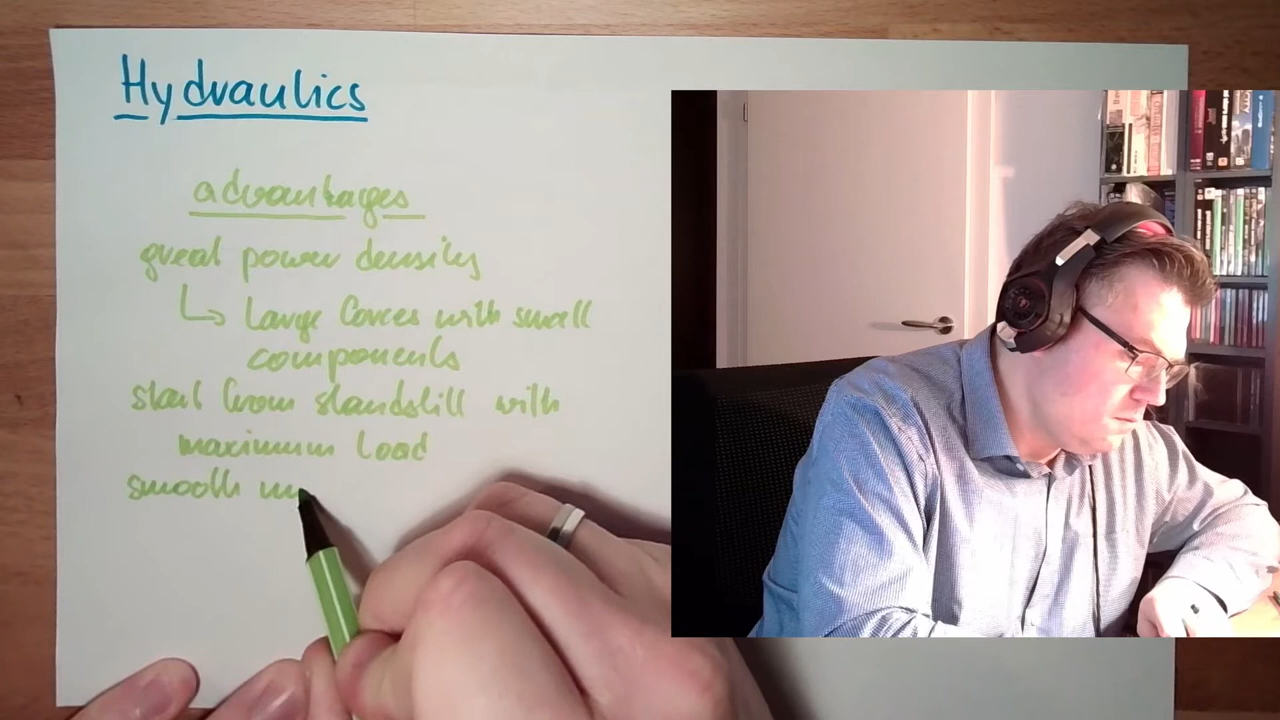 Hydraulics
advantages
great power density
↳ Large forces with small
components
start from standstill with
maximum Load
smooth m